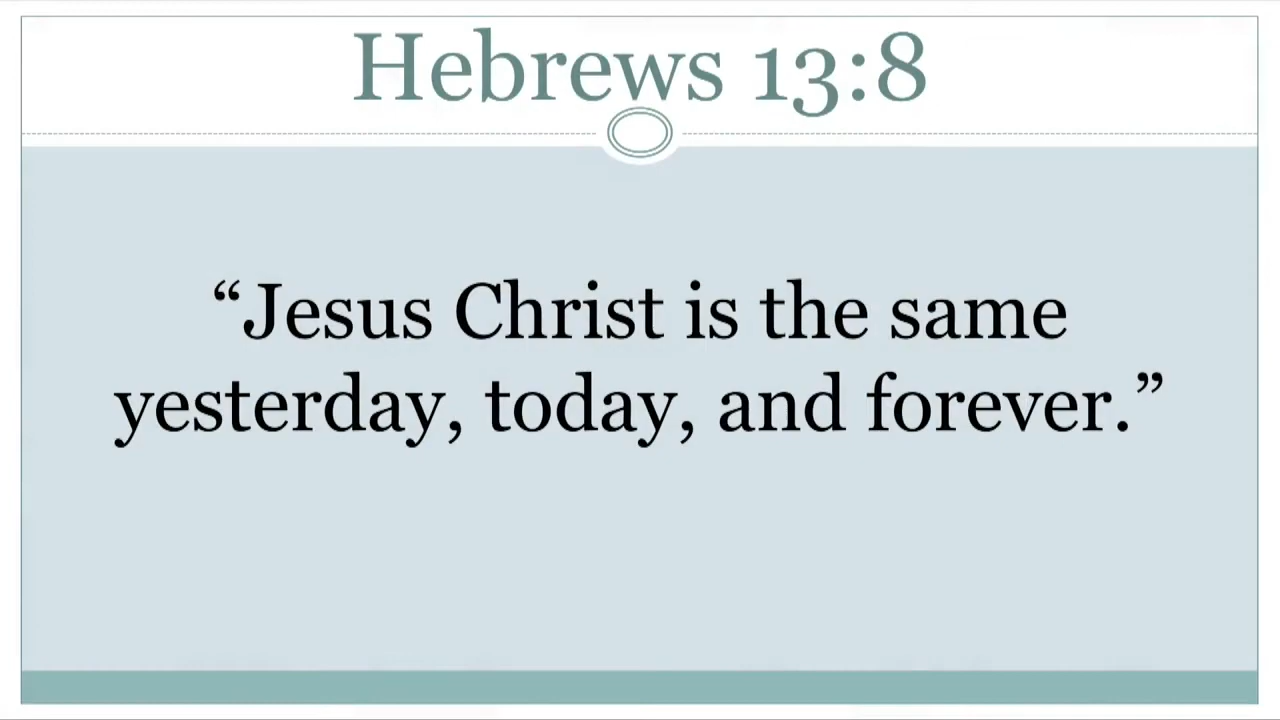 Hebrews 13:8
“Jesus Christ is the same
yesterday, today, and forever.”